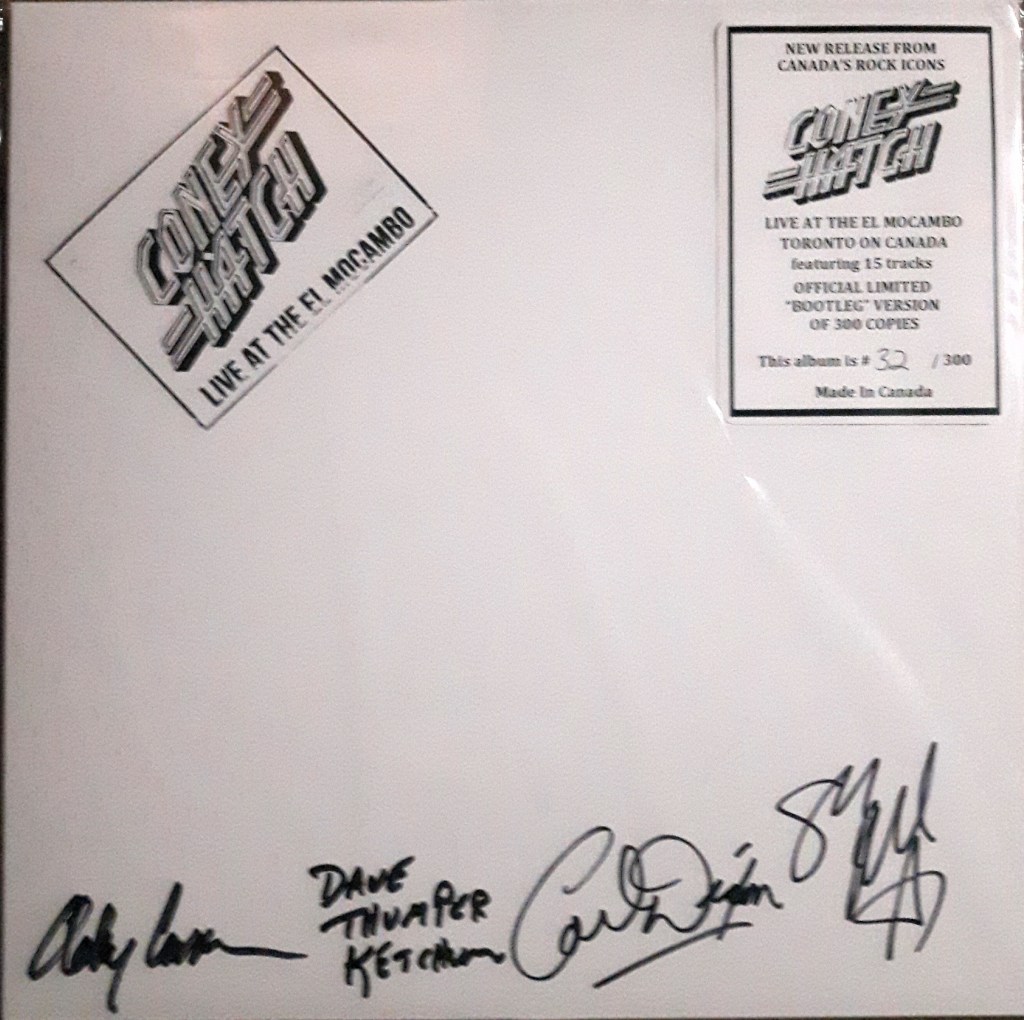 CONEY
HATCH
LIVE AT THE EL MOCAMBO
NEW RELEASE FROM
CANADA'S ROCK ICONS
CONEY
HATCH
LIVE AT THE EL MOCAMBO
TORONTO ON CANADA
featuring 15 tracks
OFFICIAL LIMITED
"BOOTLEG" VERSION
OF 300 COPIES
This album is # 32 / 300
Made In Canada
DAVE
THUMPER
KETCHUM
Carl Dixon